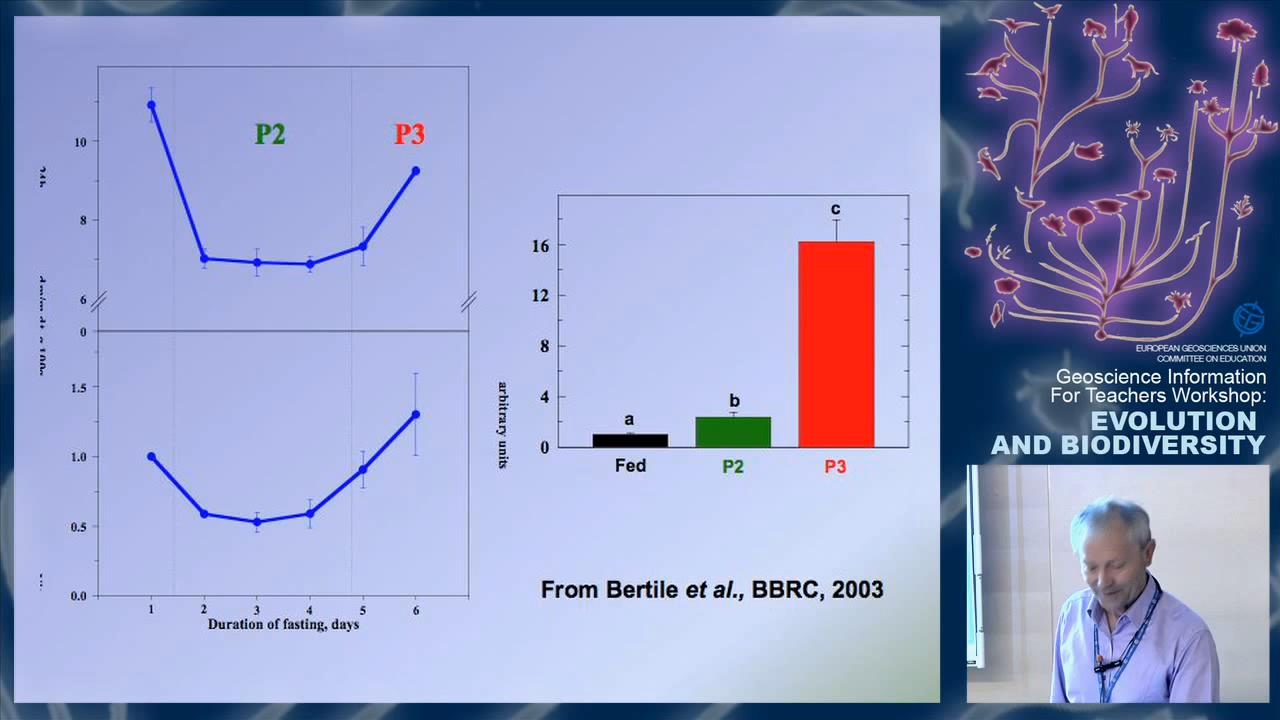 10
8
6
0
P2
P3
1.5
1.0
0.5
0.0
1
2
3
4
5
6
Duration of fasting, days
16
12
8
4
0
arbitrary units
a
b
c
Fed
P2
P3
From Bertile et al., BBRC, 2003
EUROPEAN GEOSCIENCES UNION
COMMITTEE ON EDUCATION
Geoscience Information
For Teachers Workshop:
EVOLUTION
AND BIODIVERSITY